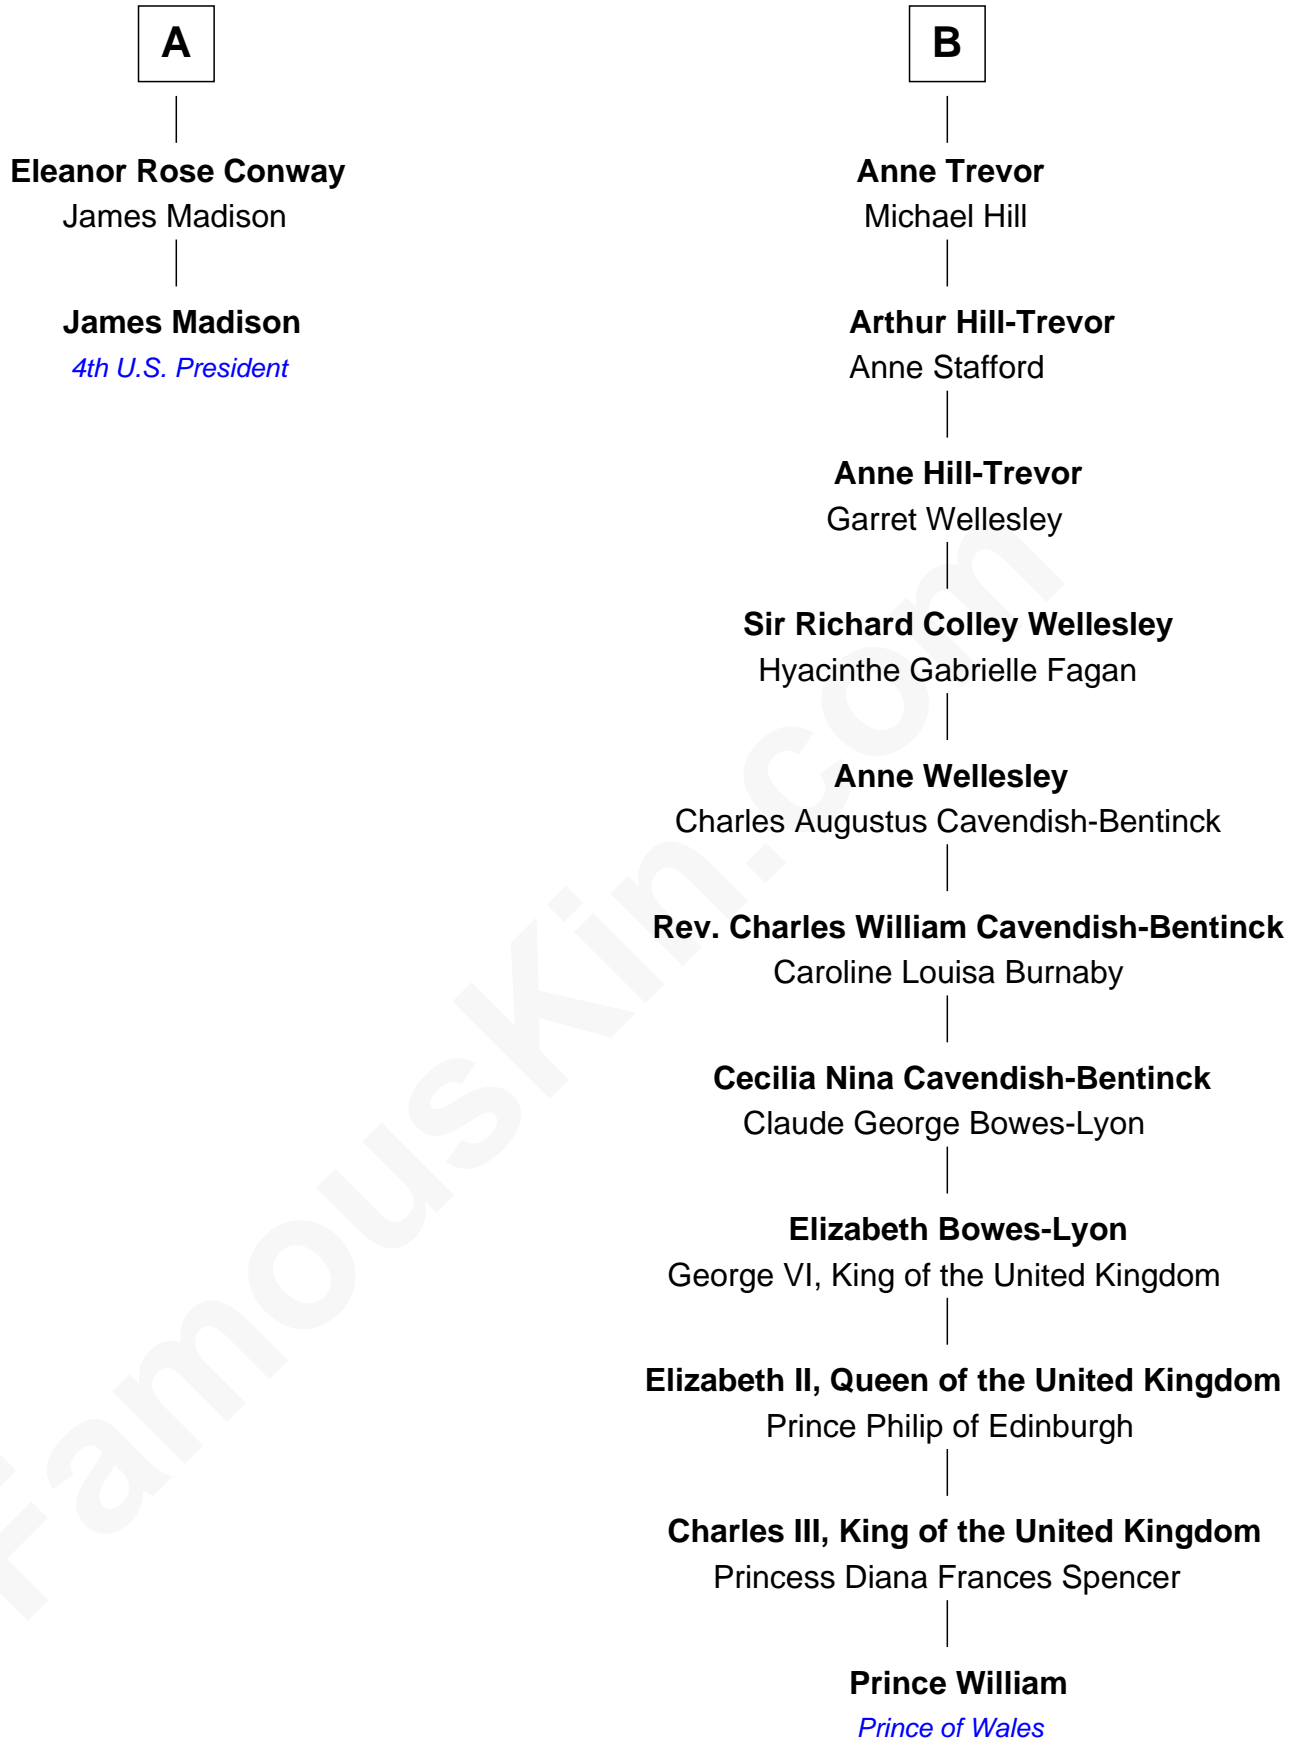 A
Eleanor Rose Conway
James Madison
James Madison
4th U.S. President
B
Anne Trevor
Michael Hill
Arthur Hill-Trevor
Anne Stafford
Anne Hill-Trevor
Garret Wellesley
Sir Richard Colley Wellesley
Hyacinthe Gabrielle Fagan
Anne Wellesley
Charles Augustus Cavendish-Bentinck
Rev. Charles William Cavendish-Bentinck
Caroline Louisa Burnaby
Cecilia Nina Cavendish-Bentinck
Claude George Bowes-Lyon
Elizabeth Bowes-Lyon
George VI, King of the United Kingdom
Elizabeth II, Queen of the United Kingdom
Prince Philip of Edinburgh
Charles III, King of the United Kingdom
Princess Diana Frances Spencer
Prince William
Prince of Wales
FamousKin.com